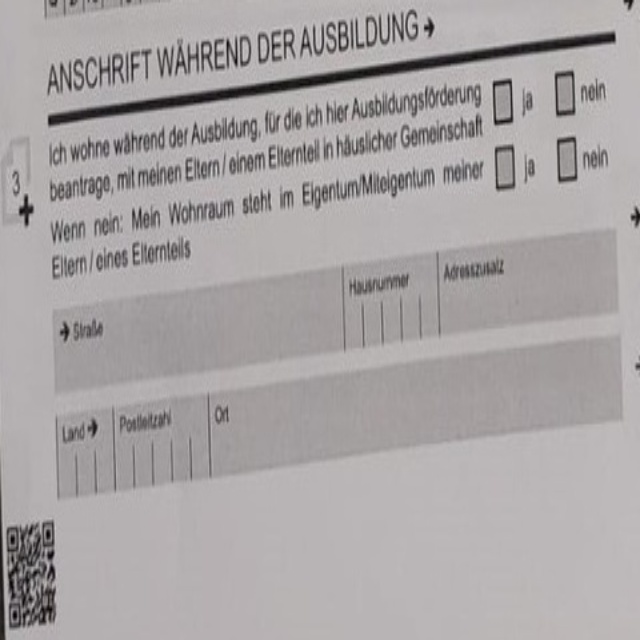 ANSCHRIFT WÄHREND DER AUSBILDUNG →
Ich wohne während der Ausbildung, für die ich hier Ausbildungsförderung
beantrage, mit meinen Eltern / einem Elternteil in häuslicher Gemeinschaft
ja nein
Wenn nein: Mein Wohnraum steht im Eigentum/Miteigentum meiner
Eltern / eines Elternteils
ja nein
3
+
→ Straße
Hausnummer
Adresszusatz
Land →
Postleitzahl
Ort